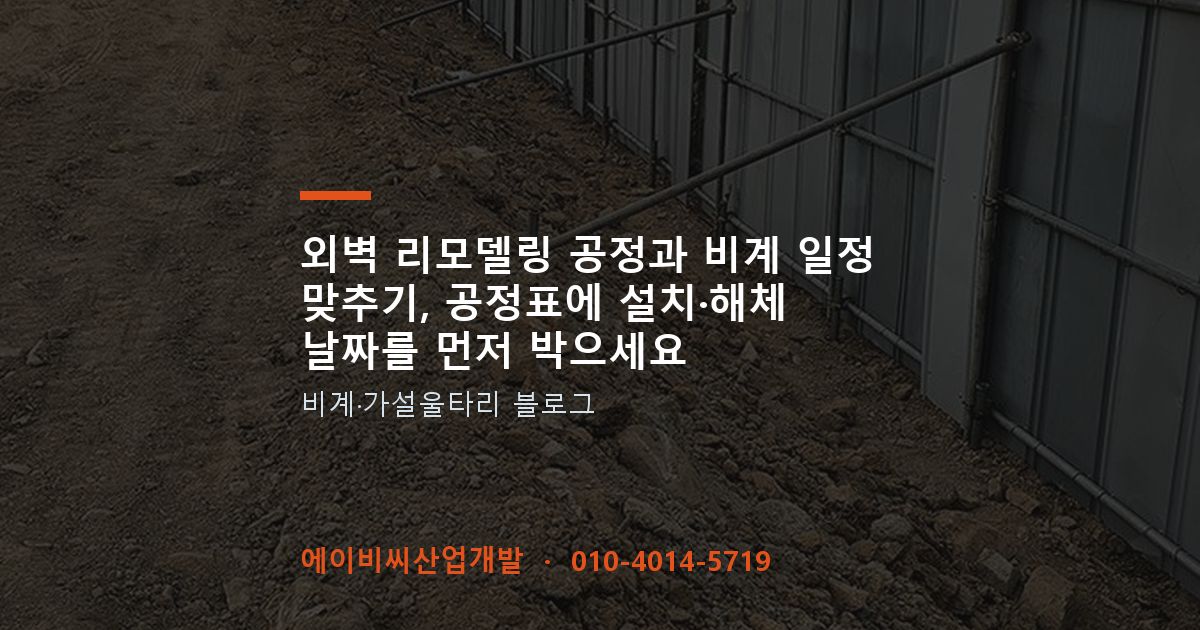 외벽 리모델링 공정과 비계 일정
맞추기, 공정표에 설치·해체
날짜를 먼저 박으세요
비계·가설울타리 블로그
에이비씨산업개발 · 010-4014-5719